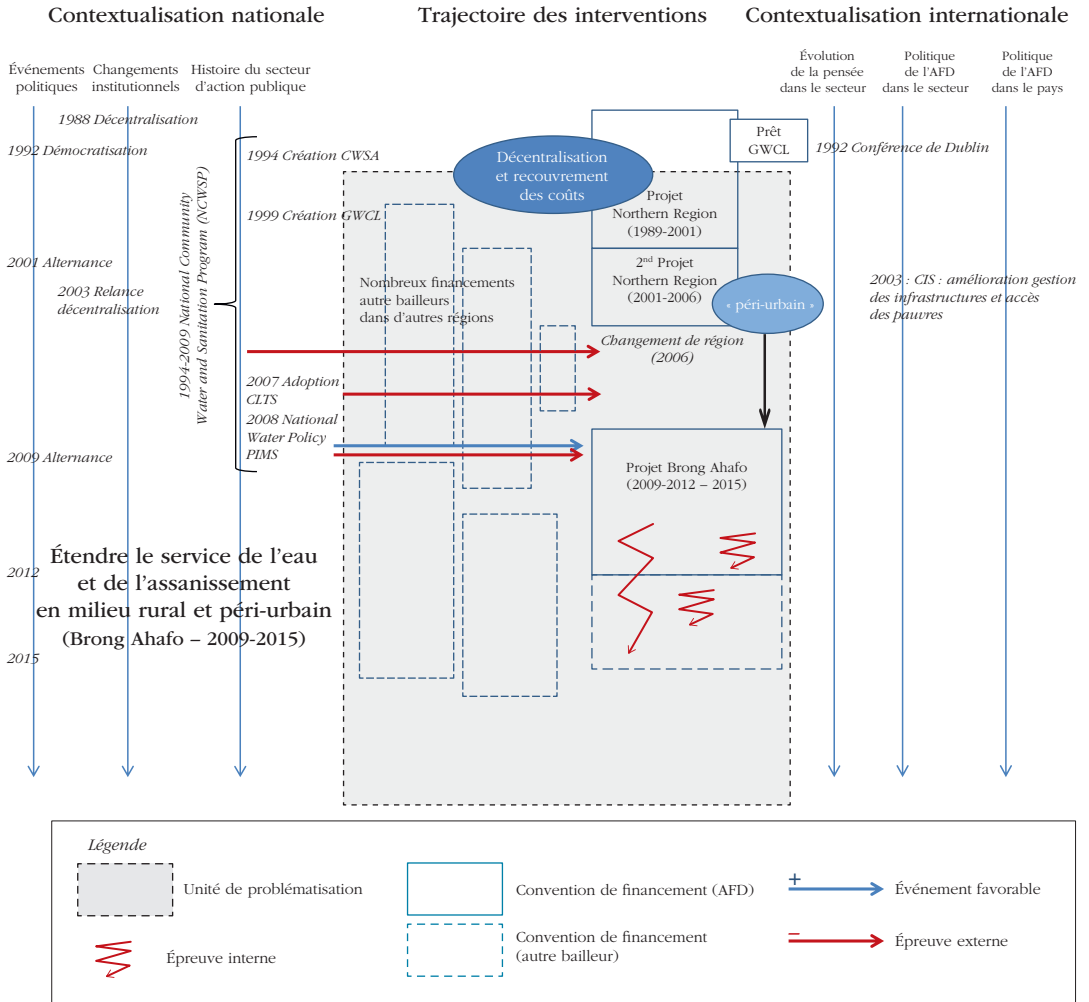 Contextualisation nationale
Trajectoire des interventions
Contextualisation internationale
Événements
politiques
Changements
institutionnels
Histoire du secteur
d'action publique
Évolution
de la pensée
dans le secteur
Politique
de l'AFD
dans le secteur
Politique
de l'AFD
dans le pays
1988 Décentralisation
1992 Démocratisation
1994 Création CWSA
1999 Création GWCL
2001 Alternance
2003 Relance
décentralisation
1994-2009 National Community
Water and Sanitation Program (NCWSP)
2007 Adoption
CLTS
2008 National
Water Policy
PIMS
2009 Alternance
2012
2015
Étendre le service de l'eau
et de l'assanissement
en milieu rural et péri-urbain
(Brong Ahafo – 2009-2015)
Décentralisation
et recouvrement
des coûts
Prêt
GWCL
Projet
Northern Region
(1989-2001)
2nd Projet
Northern Region
(2001-2006)
« péri-urbain »
Nombreux financements
autre bailleurs
dans d'autres régions
Changement de région
(2006)
Projet Brong Ahafo
(2009-2012 – 2015)
1992 Conférence de Dublin
2003 : CIS : amélioration gestion
des infrastructures et accès
des pauvres
Légende
Unité de problématisation
Épreuve interne
Convention de financement (AFD)
Convention de financement
(autre bailleur)
+
Événement favorable
–
Épreuve externe